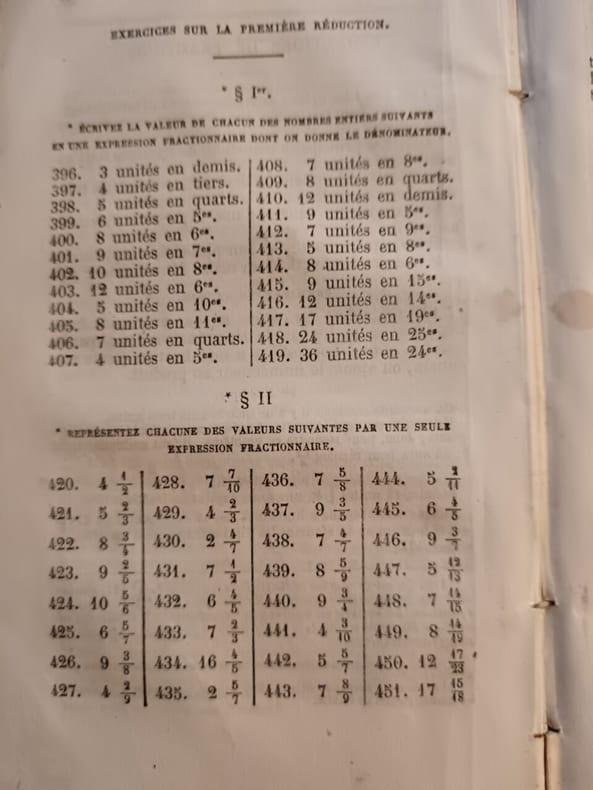 EXERCICES SUR LA PREMIÈRE RÉDUCTION.
* § Ier.
* ÉCRIVEZ LA VALEUR DE CHACUN DES NOMBRES ENTIERS SUIVANTS
EN UNE EXPRESSION FRACTIONNAIRE DONT ON DONNE LE DÉNOMINATEUR.
396. 3 unités en demis.
397. 4 unités en tiers.
398. 5 unités en quarts.
399. 6 unités en 5es.
400. 8 unités en 6es.
401. 9 unités en 7es.
402. 10 unités en 8es.
403. 12 unités en 6es.
404. 5 unités en 10es.
405. 8 unités en 11es.
406. 7 unités en quarts.
407. 4 unités en 5es.
408. 7 unités en 8es.
409. 8 unités en quarts.
410. 12 unités en demis.
411. 9 unités en 5es.
412. 7 unités en 9es.
413. 5 unités en 8es.
414. 8 unités en 6es.
415. 9 unités en 15es.
416. 12 unités en 14es.
417. 17 unités en 19es.
418. 24 unités en 25es.
419. 36 unités en 24es.
* § II
* REPRÉSENTEZ CHACUNE DES VALEURS SUIVANTES PAR UNE SEULE
EXPRESSION FRACTIONNAIRE.
420. 4 1/2
421. 5 2/3
422. 8 3/4
423. 9 2/5
424. 10 5/6
425. 6 5/7
426. 9 3/8
427. 4 2/9
428. 7 7/10
429. 4 2/3
430. 2 4/7
431. 7 1/2
432. 6 4/5
433. 7 2/3
434. 16 4/5
435. 2 5/7
436. 7 5/8
437. 9 3/5
438. 7 4/7
439. 8 5/9
440. 9 3/4
441. 4 3/10
442. 5 5/7
443. 7 8/9
444. 5 2/11
445. 6 4/5
446. 9 3/7
447. 5 12/13
448. 7 14/15
449. 8 14/19
450. 12 17/23
451. 17 15/18